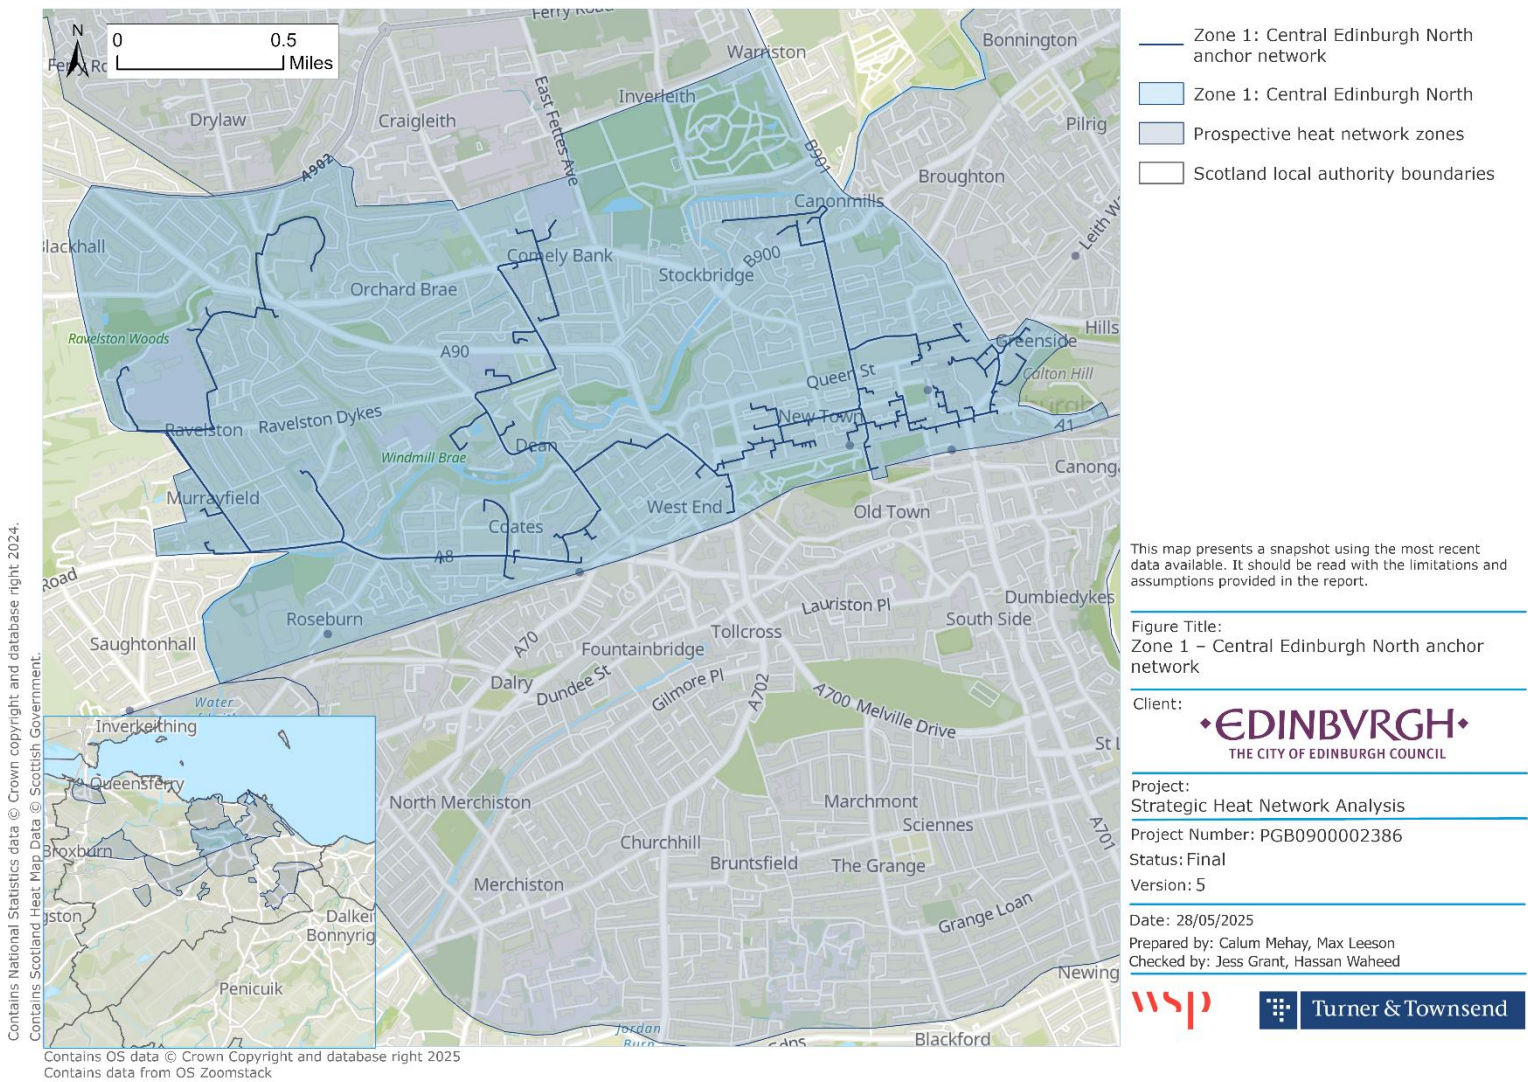 N
0 0.5
Miles
Ferry Road
Warriston
Bonnington
Drylaw
Craigleith
East Fettes Ave
Inverleith
Pilrig
A902
B901
Broughton
Canonmills
Leith W
Blackhall
Comely Bank
B900
Stockbridge
Orchard Brae
Ravelston Woods
A90
Hills
Greenside
Queen St
Calton Hill
Ravelston Dykes
Ravelston
New Town
burgh
A1
Windmill Brae
Dean
Canonga
Murrayfield
West End
Old Town
Coates
A8
Road
Roseburn
Saughtonhall
Lauriston Pl
Dumbiedykes
South Side
Tollcross
A70
Fountainbridge
Dalry
Dundee St
Gilmore Pl
A702
A700
Melville Drive
Water
St L
North Merchiston
Marchmont
Sciennes
A701
Churchhill
Bruntsfield
The Grange
Merchiston
Grange Loan
Newing
Jordan
Burn
Blackford
Inverkeithing
Queensferry
Broxburn
gston
Dalkei
Bonnyrig
Penicuik
Zone 1: Central Edinburgh North
anchor network
Zone 1: Central Edinburgh North
Prospective heat network zones
Scotland local authority boundaries
This map presents a snapshot using the most recent
data available. It should be read with the limitations and
assumptions provided in the report.
Figure Title:
Zone 1 – Central Edinburgh North anchor
network
Client:
EDINBVRGH
THE CITY OF EDINBURGH COUNCIL
Project:
Strategic Heat Network Analysis
Project Number: PGB0900002386
Status: Final
Version: 5
Date: 28/05/2025
Prepared by: Calum Mehay, Max Leeson
Checked by: Jess Grant, Hassan Waheed
wsp
Turner & Townsend
Contains National Statistics data © Crown copyright and database right 2024.
Contains Scotland Heat Map Data © Scottish Government.
Contains OS data © Crown Copyright and database right 2025
Contains data from OS Zoomstack